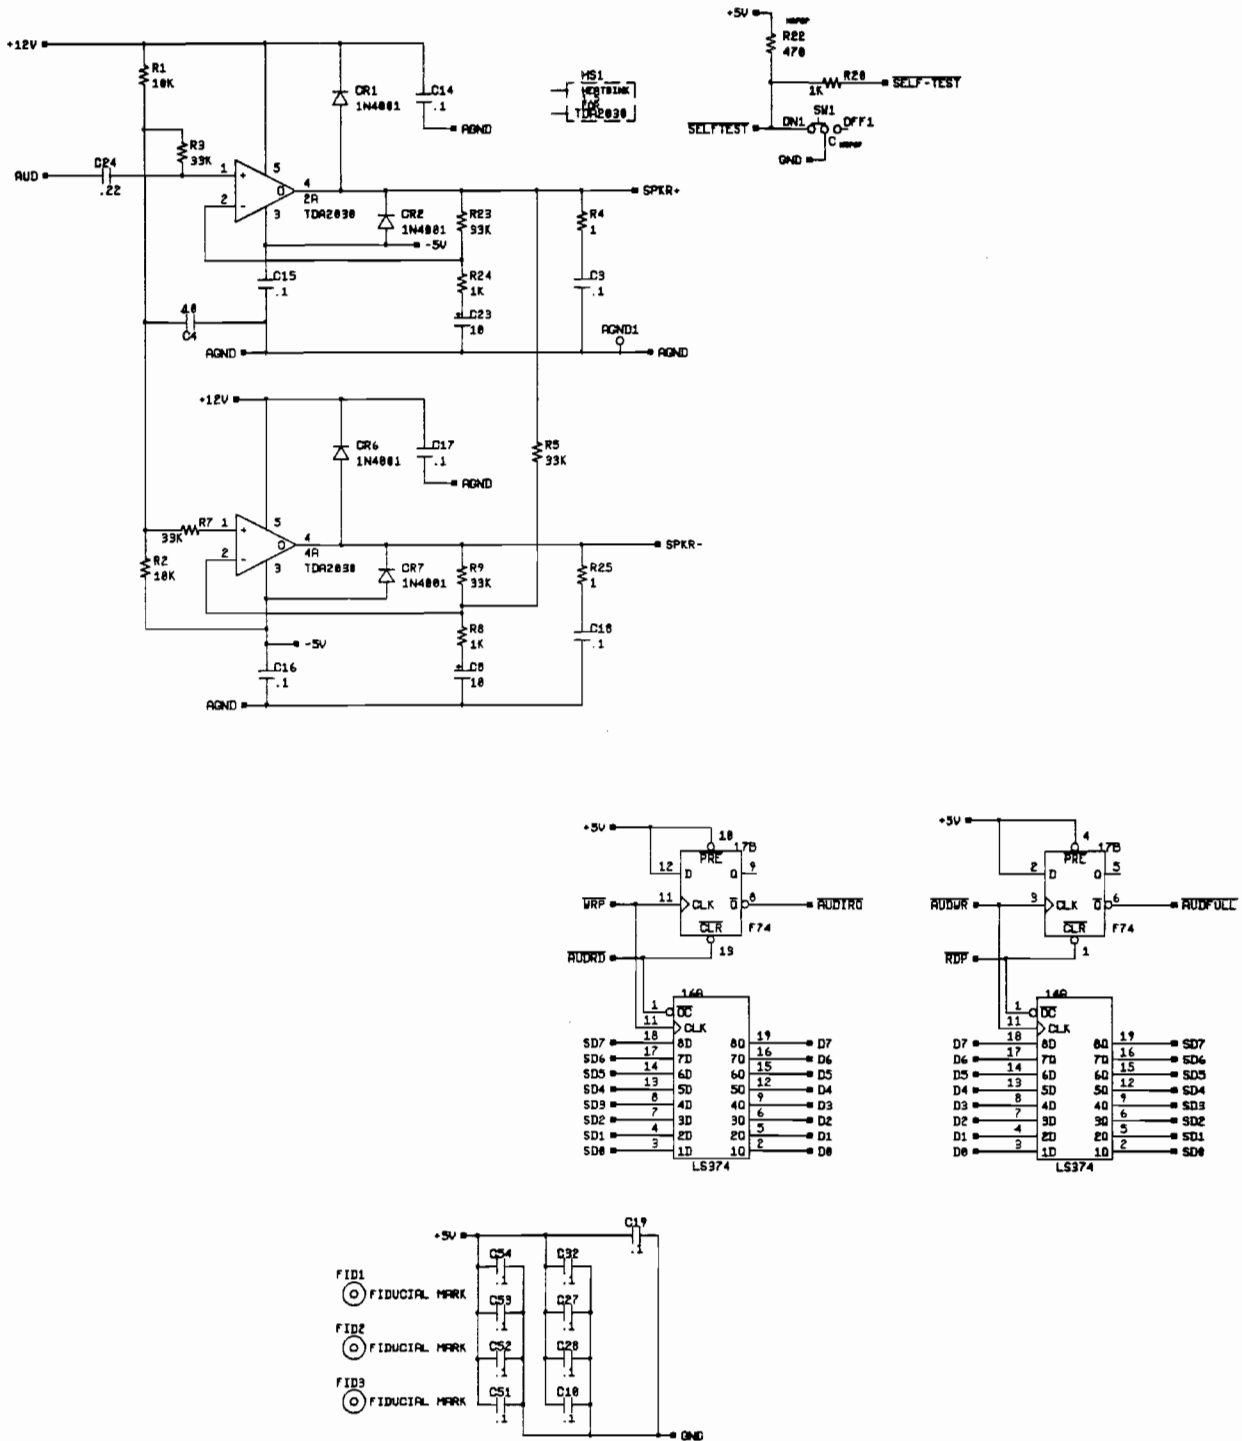 +12V
R1
10K
R3
33K
C24
.22
AUD
1
+
2
-
5
O
3
4
2A
TDA2030
CR1
1N4001
C14
.1
AGND
HS1
HEATSINK
FOR
TDA2030
+5V
R22
470
R20
1K
SELF-TEST
SELFTEST
ON1
SW1
OFF1
C
GND
SPKR+
CR2
1N4001
-5V
R23
33K
R4
1
C15
.1
R24
1K
C3
.1
+ C23
10
10
C4
AGND
AGND1
AGND
+12V
CR6
1N4001
C17
.1
AGND
R5
33K
R7
33K
1
+
2
-
5
O
3
4
4A
TDA2030
SPKR-
R2
10K
CR7
1N4001
R9
33K
R25
1
-5V
R8
1K
C18
.1
C16
.1
+ C8
10
AGND
+5V
10
17B
PRE
12 D Q 9
WRP
11 CLK Q 8
AUDIRQ
CLR
F74
AUDRD
13
16B
1 OC
11 CLK
SD7 18 8D 8Q 19 D7
SD6 17 7D 7Q 16 D6
SD5 14 6D 6Q 15 D5
SD4 13 5D 5Q 12 D4
SD3 8 4D 4Q 9 D3
SD2 7 3D 3Q 6 D2
SD1 4 2D 2Q 5 D1
SD0 3 1D 1Q 2 D0
LS374
+5V
4
17B
PRE
2 D Q 5
AUDWR
3 CLK Q 6
AUDFULL
CLR
F74
RDP
1
1 OC
11 CLK
D7 18 8D 8Q 19 SD7
D6 17 7D 7Q 16 SD6
D5 14 6D 6Q 15 SD5
D4 13 5D 5Q 12 SD4
D3 8 4D 4Q 9 SD3
D2 7 3D 3Q 6 SD2
D1 4 2D 2Q 5 SD1
D0 3 1D 1Q 2 SD0
LS374
+5V
C19
.1
C54
.1
C32
.1
FID1
FIDUCIAL MARK
C53
.1
C27
.1
FID2
FIDUCIAL MARK
C52
.1
C28
.1
FID3
FIDUCIAL MARK
C51
.1
C10
.1
GND